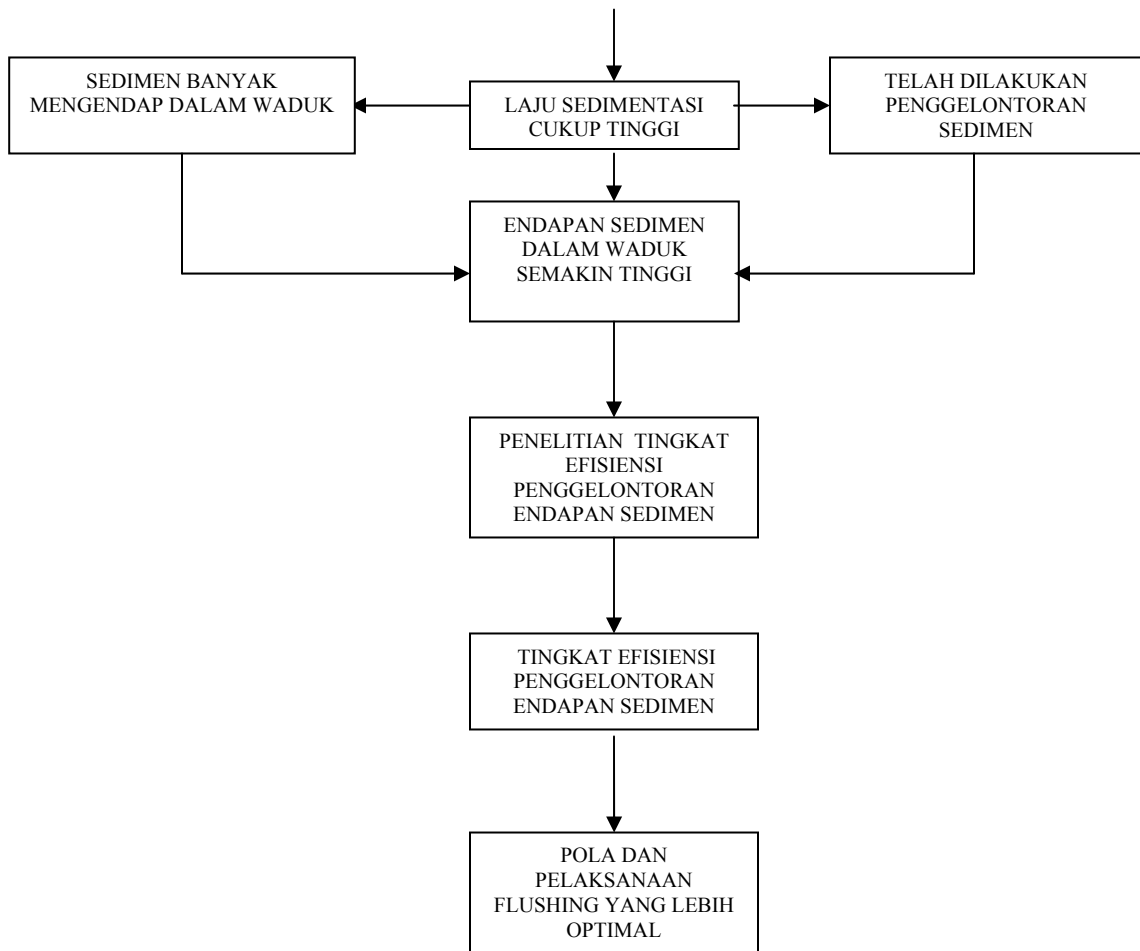 SEDIMEN BANYAK
MENGENDAP DALAM WADUK
LAJU SEDIMENTASI
CUKUP TINGGI
TELAH DILAKUKAN
PENGGELONTORAN
SEDIMEN
ENDAPAN SEDIMEN
DALAM WADUK
SEMAKIN TINGGI
PENELITIAN TINGKAT
EFISIENSI
PENGGELONTORAN
ENDAPAN SEDIMEN
TINGKAT EFISIENSI
PENGGELONTORAN
ENDAPAN SEDIMEN
POLA DAN
PELAKSANAAN
FLUSHING YANG LEBIH
OPTIMAL